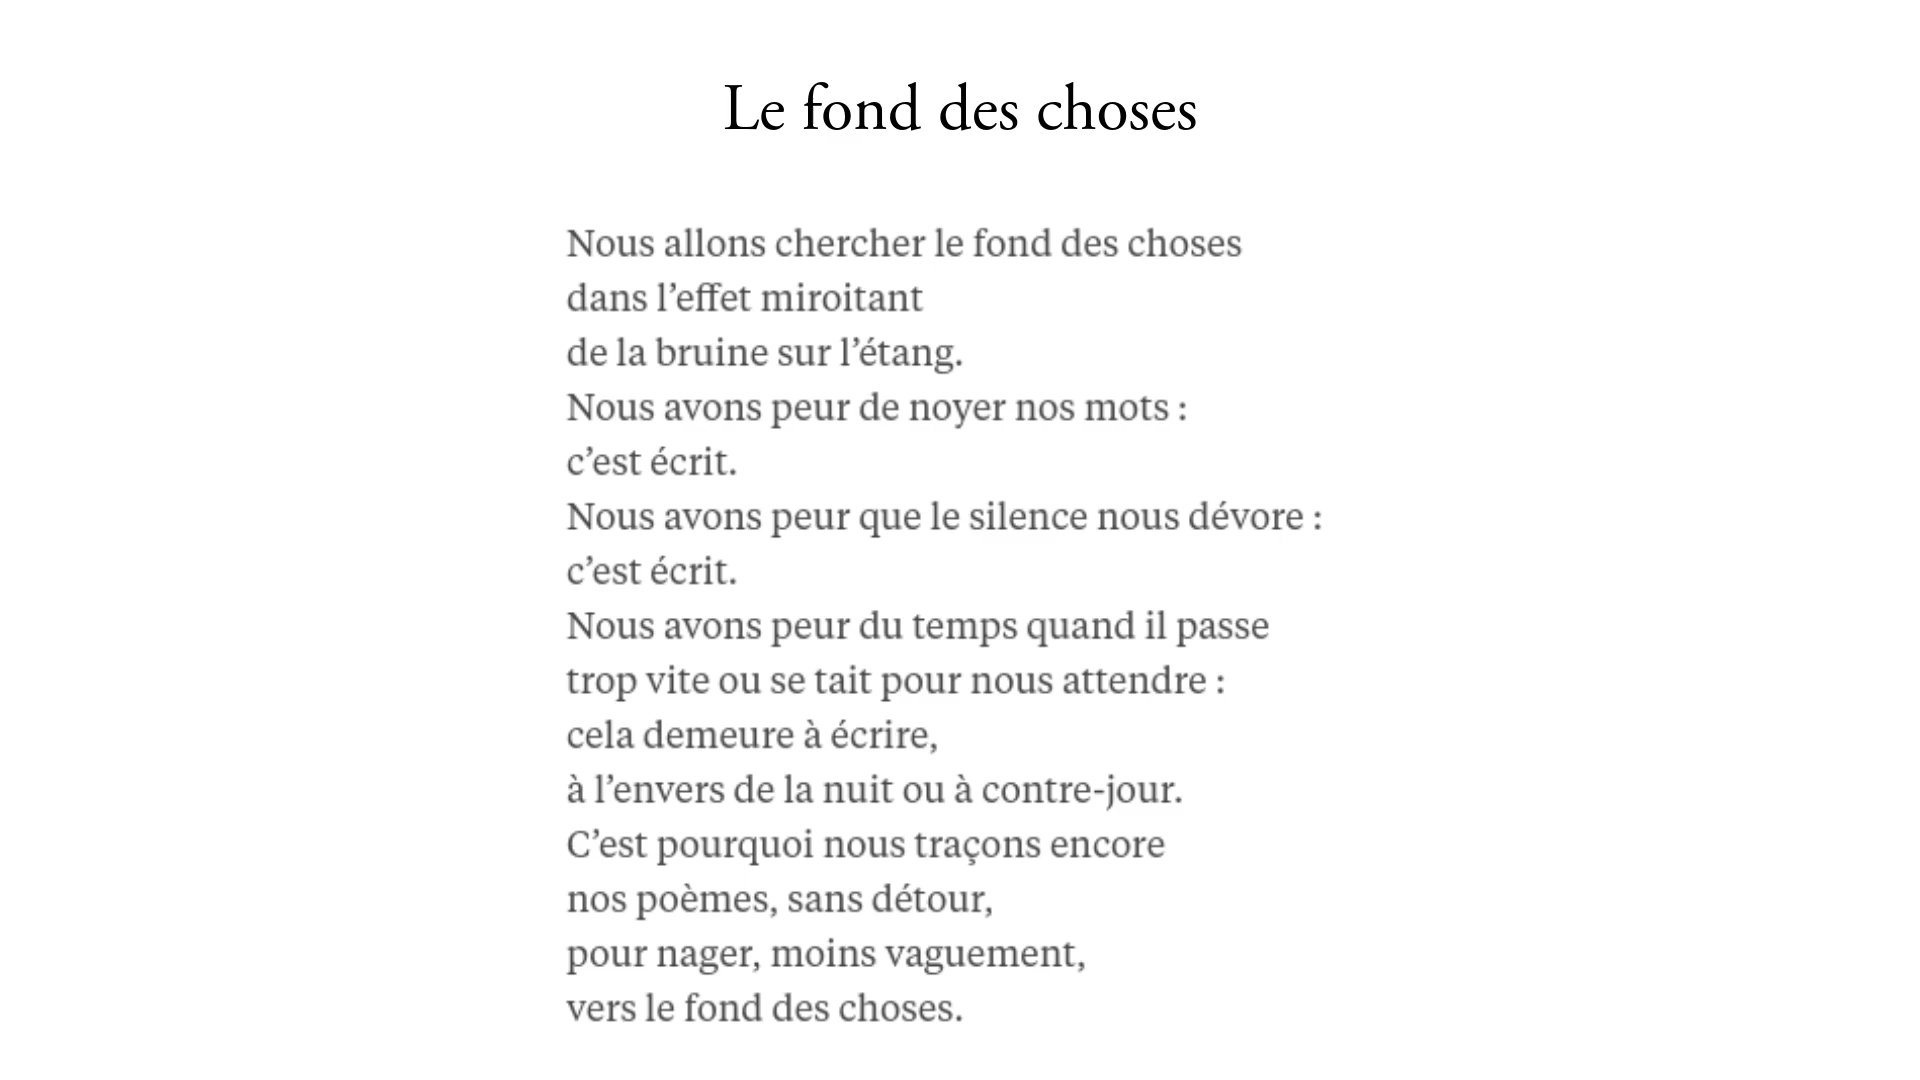 Le fond des choses
Nous allons chercher le fond des choses
dans l’effet miroitant
de la bruine sur l’étang.
Nous avons peur de noyer nos mots :
c’est écrit.
Nous avons peur que le silence nous dévore :
c’est écrit.
Nous avons peur du temps quand il passe
trop vite ou se tait pour nous attendre :
cela demeure à écrire,
à l’envers de la nuit ou à contre-jour.
C’est pourquoi nous traçons encore
nos poèmes, sans détour,
pour nager, moins vaguement,
vers le fond des choses.